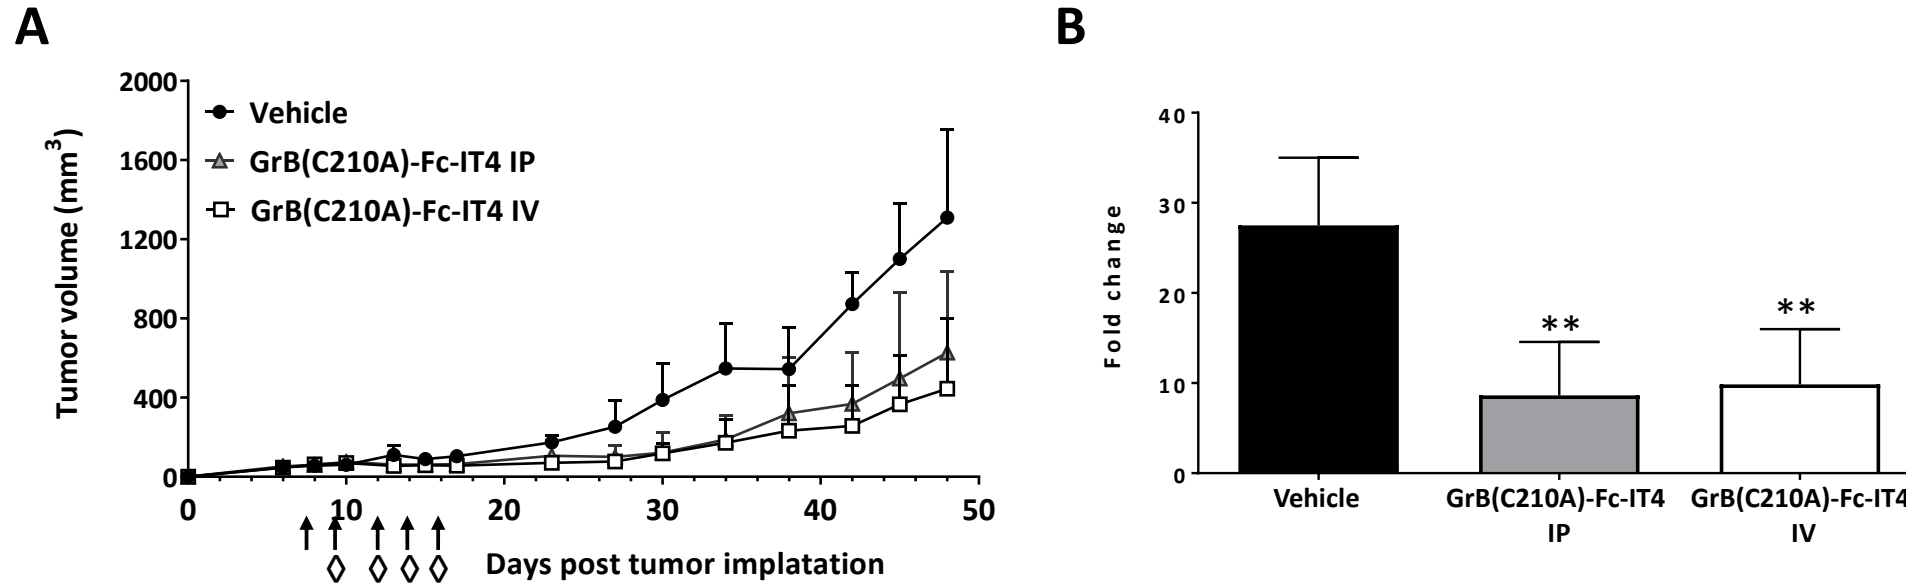 A
Tumor volume (mm3)
2000
1600
1200
800
400
0
Vehicle
GrB(C210A)-Fc-IT4 IP
GrB(C210A)-Fc-IT4 IV
0 10 20 30 40 50
Days post tumor implatation
B
Fold change
40
30
20
10
0
**
**
Vehicle
GrB(C210A)-Fc-IT4
IP
GrB(C210A)-Fc-IT4
IV